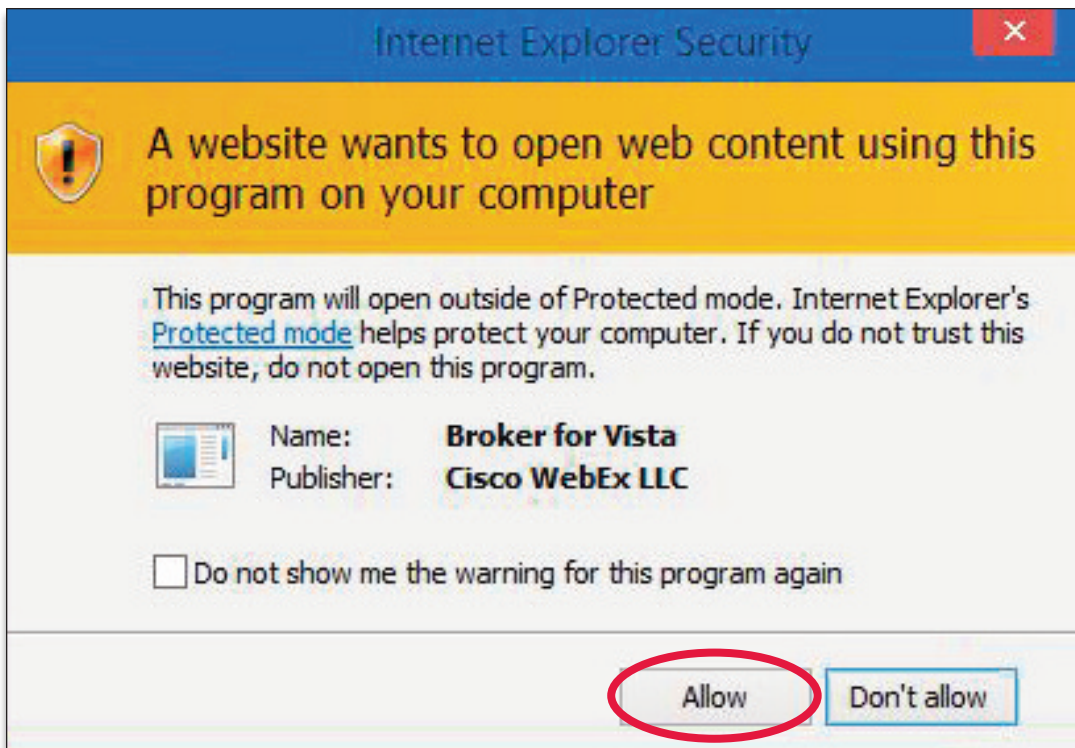 Internet Explorer Security
A website wants to open web content using this
program on your computer
This program will open outside of Protected mode. Internet Explorer's
Protected mode helps protect your computer. If you do not trust this
website, do not open this program.
Name: Broker for Vista
Publisher: Cisco WebEx LLC
Do not show me the warning for this program again
Allow Don't allow